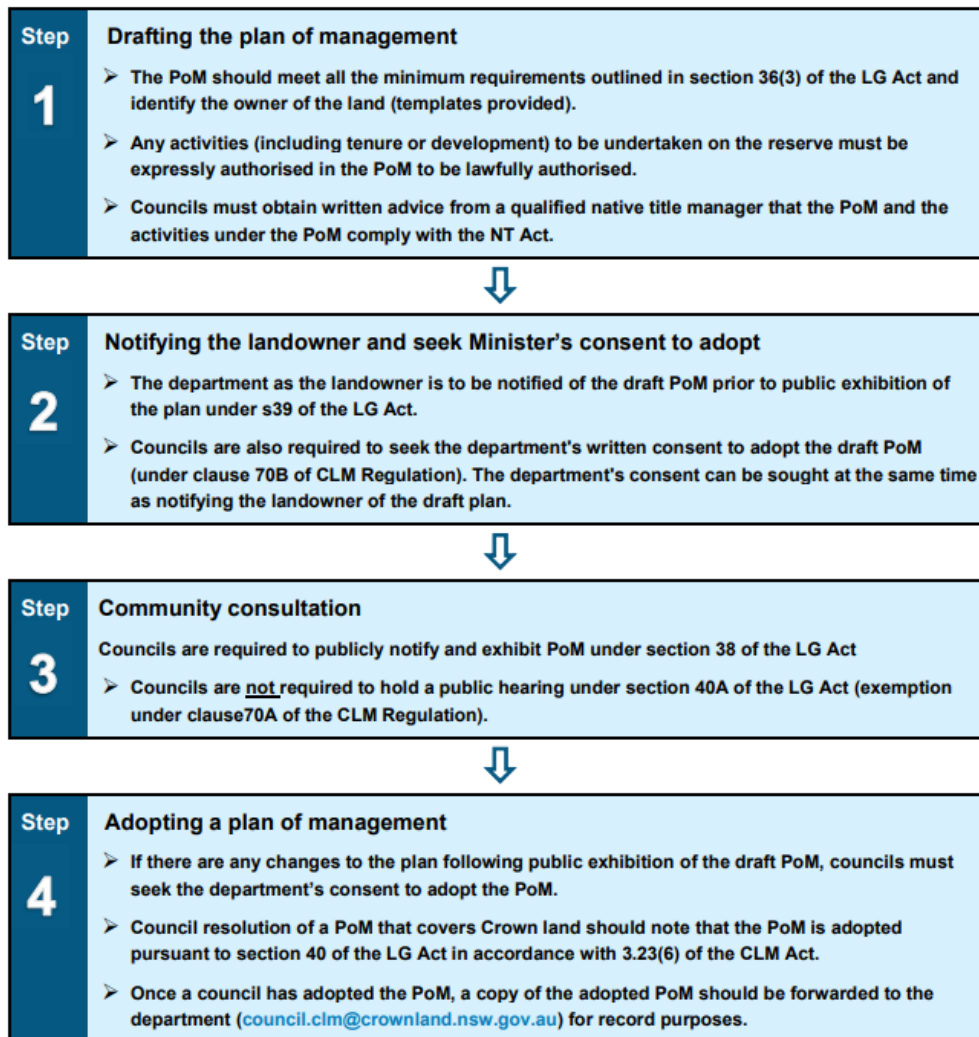 Step
1
Drafting the plan of management
➢ The PoM should meet all the minimum requirements outlined in section 36(3) of the LG Act and
identify the owner of the land (templates provided).
➢ Any activities (including tenure or development) to be undertaken on the reserve must be
expressly authorised in the PoM to be lawfully authorised.
➢ Councils must obtain written advice from a qualified native title manager that the PoM and the
activities under the PoM comply with the NT Act.
Step
2
Notifying the landowner and seek Minister's consent to adopt
➢ The department as the landowner is to be notified of the draft PoM prior to public exhibition of
the plan under s39 of the LG Act.
➢ Councils are also required to seek the department's written consent to adopt the draft PoM
(under clause 70B of CLM Regulation). The department's consent can be sought at the same time
as notifying the landowner of the draft plan.
Step
3
Community consultation
Councils are required to publicly notify and exhibit PoM under section 38 of the LG Act
➢ Councils are not required to hold a public hearing under section 40A of the LG Act (exemption
under clause70A of the CLM Regulation).
Step
4
Adopting a plan of management
➢ If there are any changes to the plan following public exhibition of the draft PoM, councils must
seek the department's consent to adopt the PoM.
➢ Council resolution of a PoM that covers Crown land should note that the PoM is adopted
pursuant to section 40 of the LG Act in accordance with 3.23(6) of the CLM Act.
➢ Once a council has adopted the PoM, a copy of the adopted PoM should be forwarded to the
department (council.clm@crownland.nsw.gov.au) for record purposes.